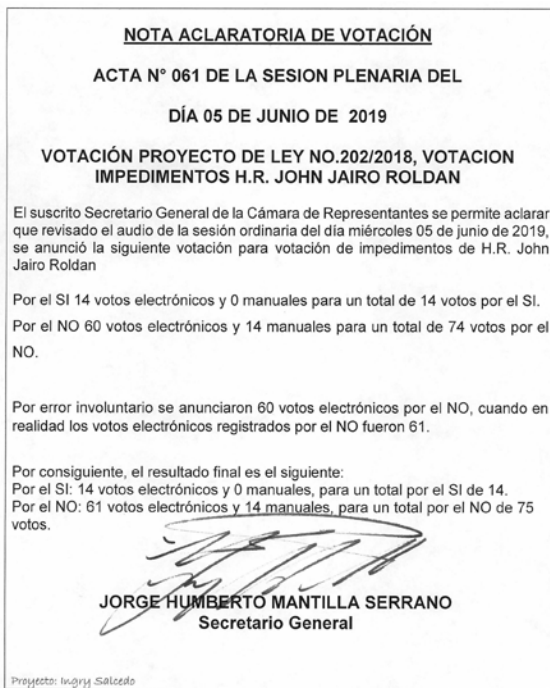 NOTA ACLARATORIA DE VOTACIÓN
ACTA N° 061 DE LA SESION PLENARIA DEL
DÍA 05 DE JUNIO DE 2019
VOTACIÓN PROYECTO DE LEY NO.202/2018, VOTACION
IMPEDIMENTOS H.R. JOHN JAIRO ROLDAN
El suscrito Secretario General de la Cámara de Representantes se permite aclarar
que revisado el audio de la sesión ordinaria del día miércoles 05 de junio de 2019,
se anunció la siguiente votación para votación de impedimentos de H.R. John
Jairo Roldan
Por el SI 14 votos electrónicos y 0 manuales para un total de 14 votos por el SI.
Por el NO 60 votos electrónicos y 14 manuales para un total de 74 votos por el
NO.
Por error involuntario se anunciaron 60 votos electrónicos por el NO, cuando en
realidad los votos electrónicos registrados por el NO fueron 61.
Por consiguiente, el resultado final es el siguiente:
Por el SI: 14 votos electrónicos y 0 manuales, para un total por el SI de 14.
Por el NO: 61 votos electrónicos y 14 manuales, para un total por el NO de 75
votos.
JORGE HUMBERTO MANTILLA SERRANO
Secretario General
Proyecto: Ingry Salcedo